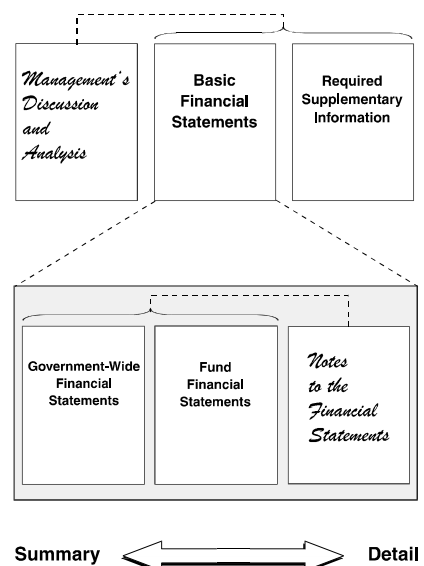 Management's
Discussion
and
Analysis
Basic
Financial
Statements
Required
Supplementary
Information
Government-Wide
Financial
Statements
Fund
Financial
Statements
Notes
to the
Financial
Statements
Summary
Detail